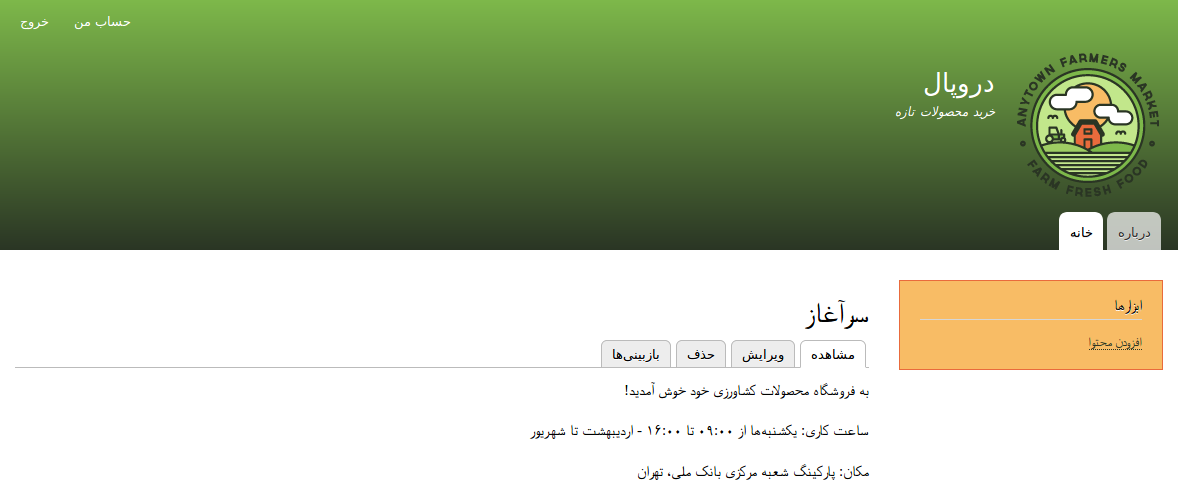 حساب من
خروج
ANYTOWN FARMERS MARKET
FARM FRESH FOOD
دروپال
خرید محصولات تازه
درباره
خانه
ابزارها
افزودن محتوا
سرآغاز
مشاهده
ویرایش
حذف
بازبینی‌ها
به فروشگاه محصولات کشاورزی خود خوش آمدید!
ساعت کاری: یکشنبه‌ها از ۰۹:۰۰ تا ۱۶:۰۰ - اردیبهشت تا شهریور
مکان: پارکینگ شعبه مرکزی بانک ملی، تهران